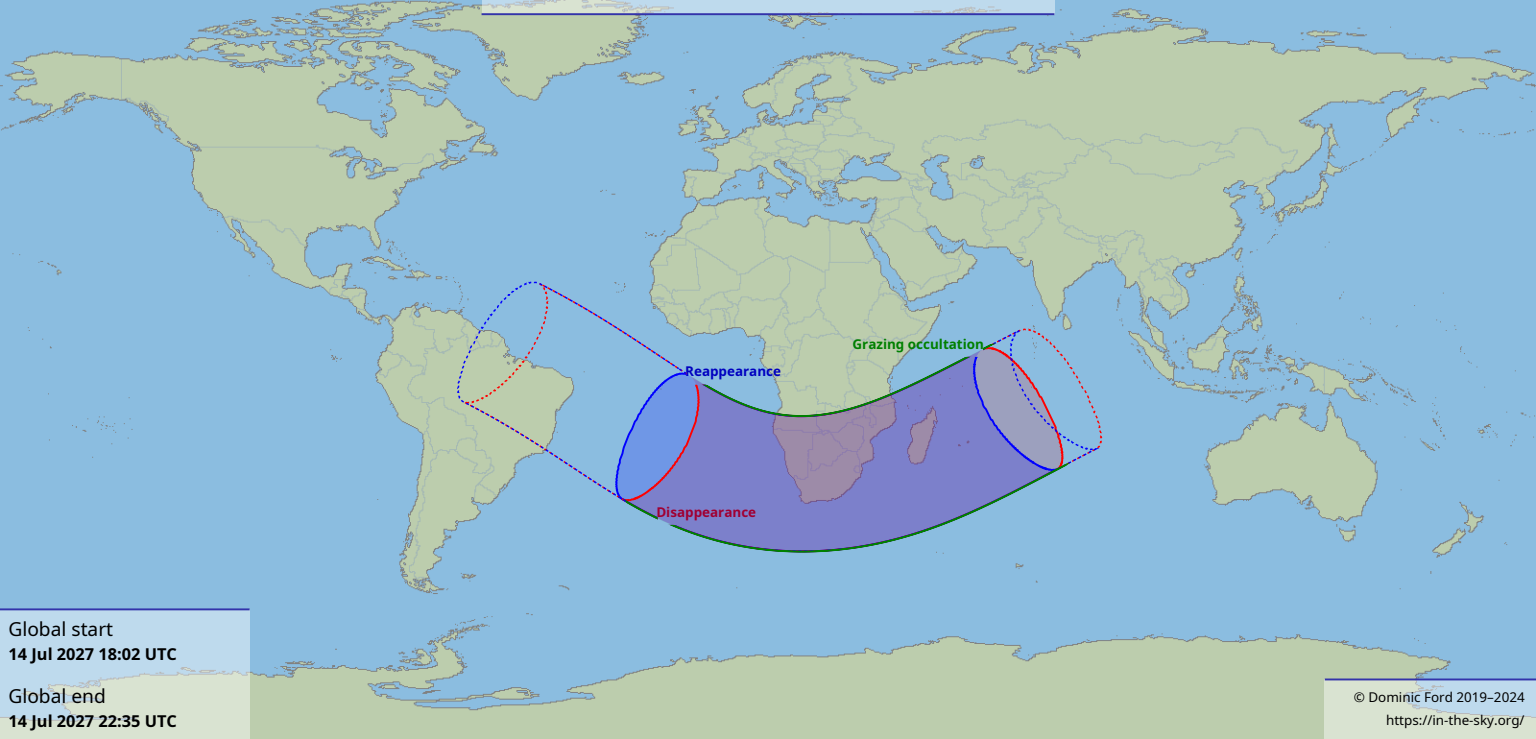 Grazing occultation
Reappearance
Disappearance
Global start
14 Jul 2027 18:02 UTC
Global end
14 Jul 2027 22:35 UTC
© Dominic Ford 2019–2024
https://in-the-sky.org/